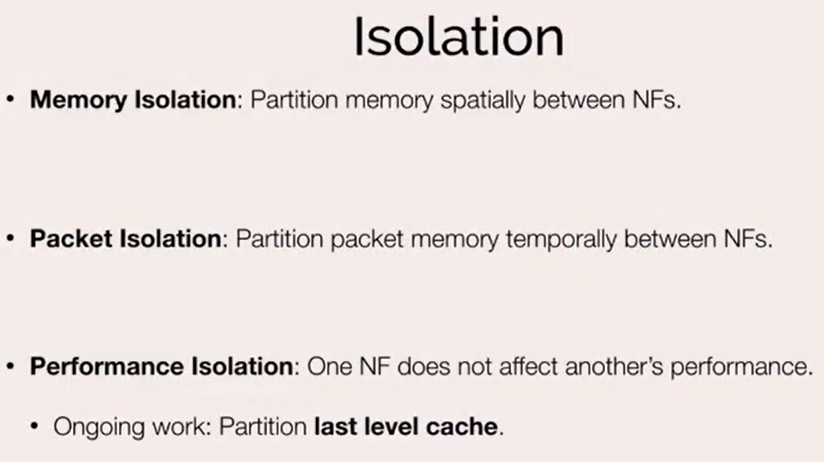 Isolation
• Memory Isolation: Partition memory spatially between NFs.
• Packet Isolation: Partition packet memory temporally between NFs.
• Performance Isolation: One NF does not affect another’s performance.
• Ongoing work: Partition last level cache.